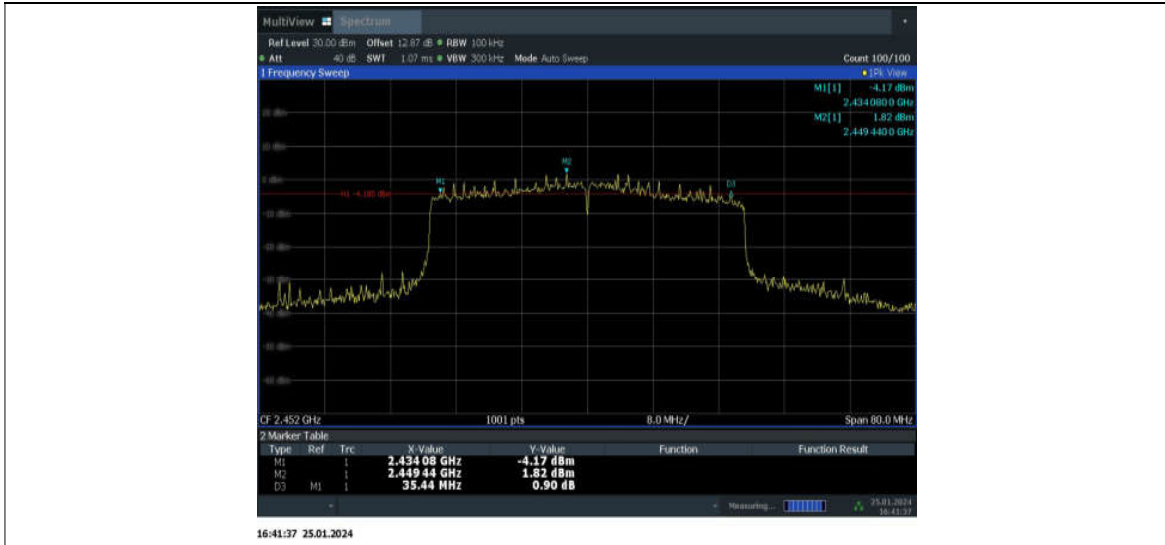 MultiView Spectrum
Ref Level 30.00 dBm Offset 12.87 dB RBW 100 kHz
Att 40 dB SWT 1.07 ms VBW 300 kHz Mode Auto Sweep Count 100/100
1 Frequency Sweep 1Pk View
M1[1] -4.17 dBm
2.434 080 0 GHz
M2[1] 1.82 dBm
2.449 440 0 GHz
M2
M1
D3
0 dBm
H1 -4.180 dBm
CF 2.452 GHz 1001 pts 8.0 MHz/ Span 80.0 MHz
2 Marker Table
Type Ref Trc X-Value Y-Value Function Function Result
M1 1 2.434 08 GHz -4.17 dBm
M2 1 2.449 44 GHz 1.82 dBm
D3 M1 1 35.44 MHz 0.90 dB
Measuring... 25.01.2024
16:41:37
16:41:37 25.01.2024